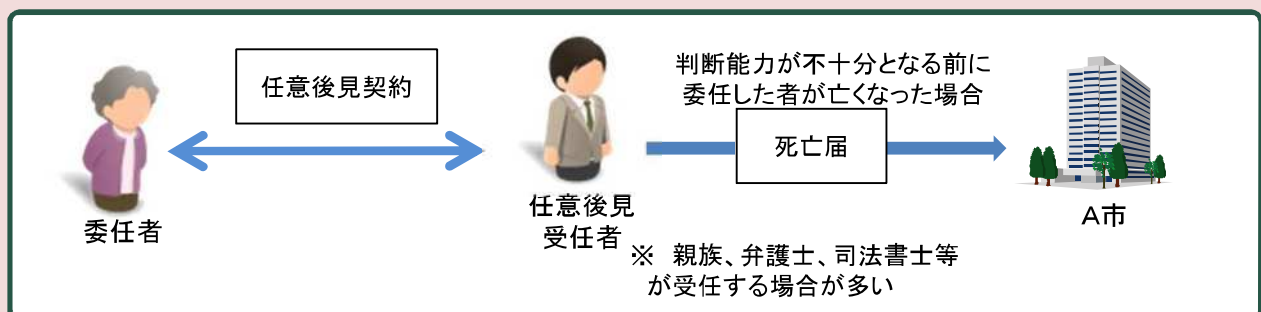 任意後見契約
判断能力が不十分となる前に
委任した者が亡くなった場合
死亡届
委任者
任意後見
受任者
A市
※ 親族、弁護士、司法書士等
が受任する場合が多い